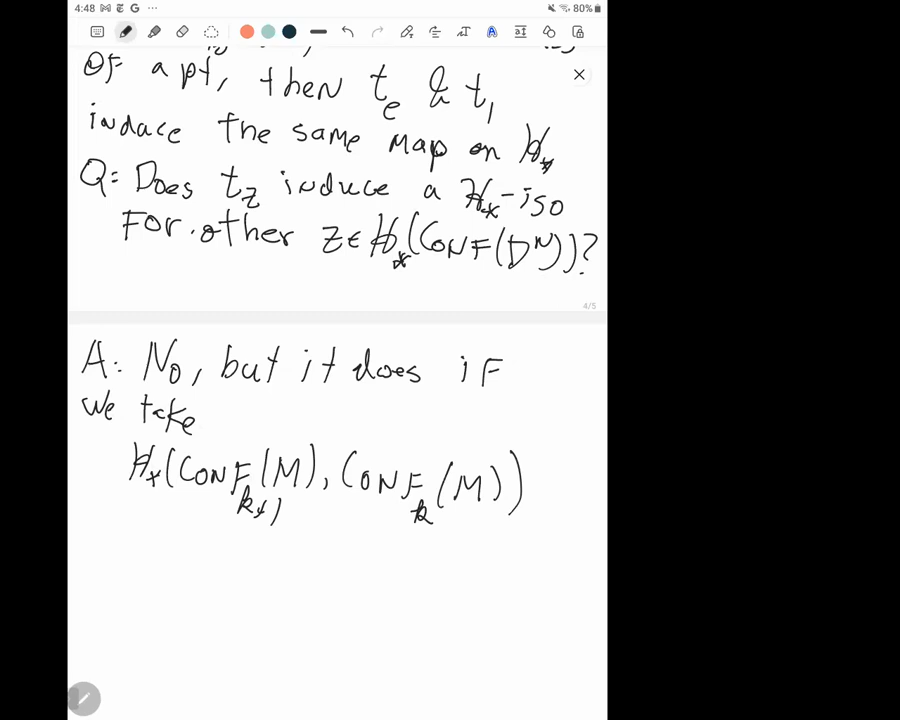 4:48 M G ... 80%
OF a pt, then t_e & t_1
induce the same map on H_*
Q: Does t_z induce a H_*-iso
For other z ∈ H_*(CONF(D^N))?
4/5
A: No, but it does iF
we take
H_*(CONF_{k+1}(M), CONF_k(M))